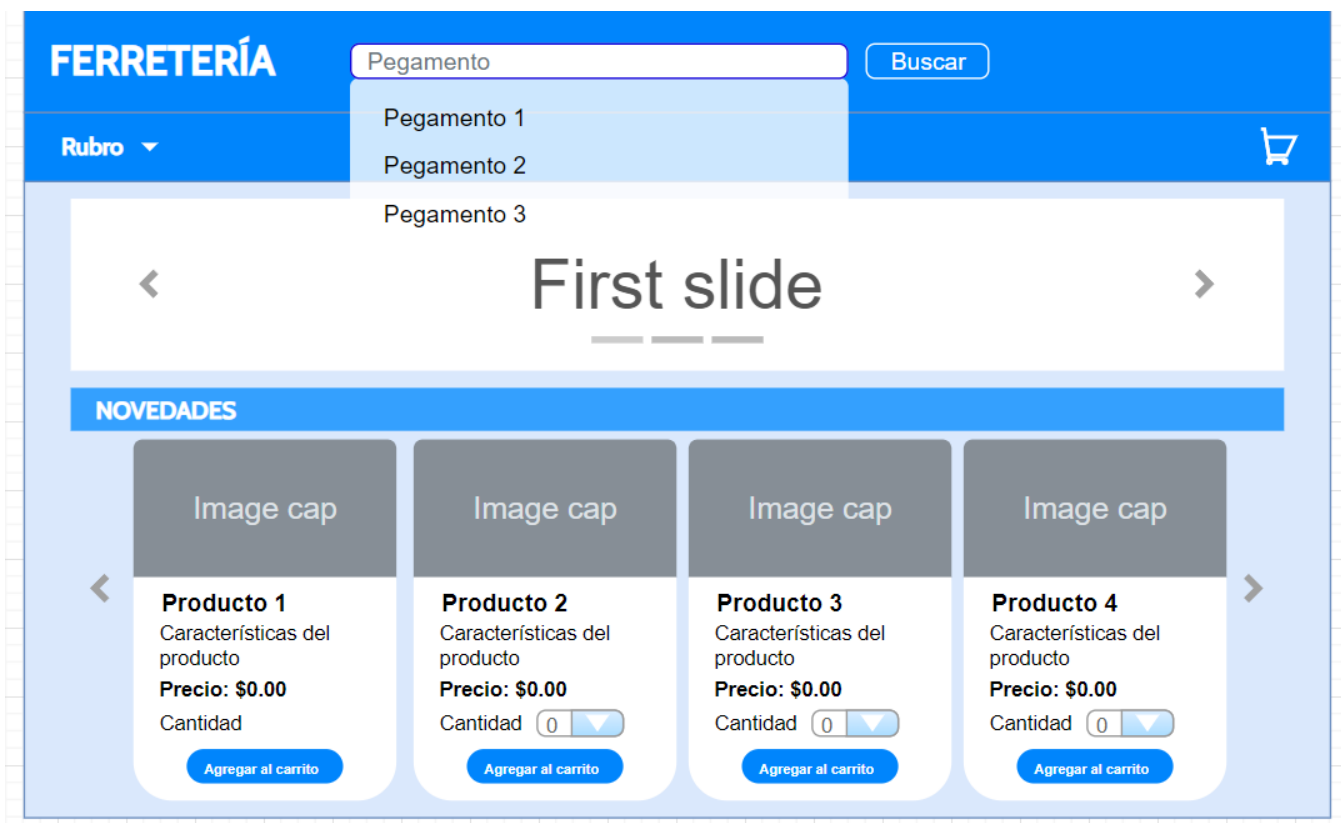 FERRETERÍA
Pegamento
Buscar
Pegamento 1
Rubro
Pegamento 2
Pegamento 3
First slide
NOVEDADES
Image cap
Image cap
Image cap
Image cap
Producto 1
Características del
producto
Precio: $0.00
Cantidad
Agregar al carrito
Producto 2
Características del
producto
Precio: $0.00
Cantidad 0
Agregar al carrito
Producto 3
Características del
producto
Precio: $0.00
Cantidad 0
Agregar al carrito
Producto 4
Características del
producto
Precio: $0.00
Cantidad 0
Agregar al carrito